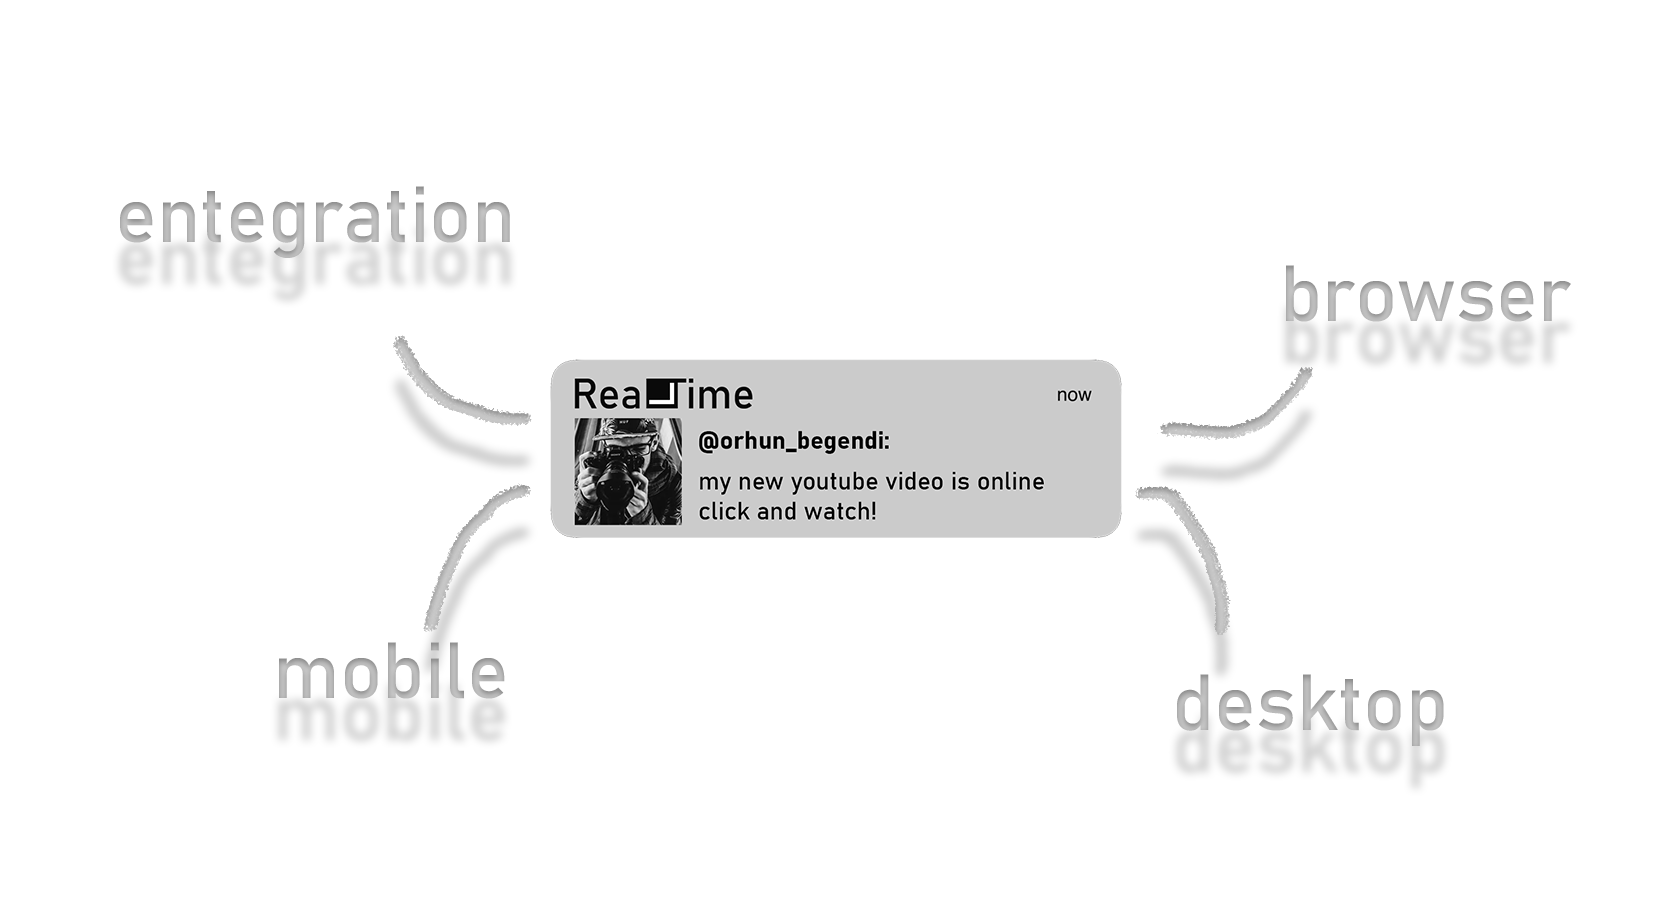 entegration
browser
RealTime
now
@orhun_begendi:
my new youtube video is online
click and watch!
mobile
desktop